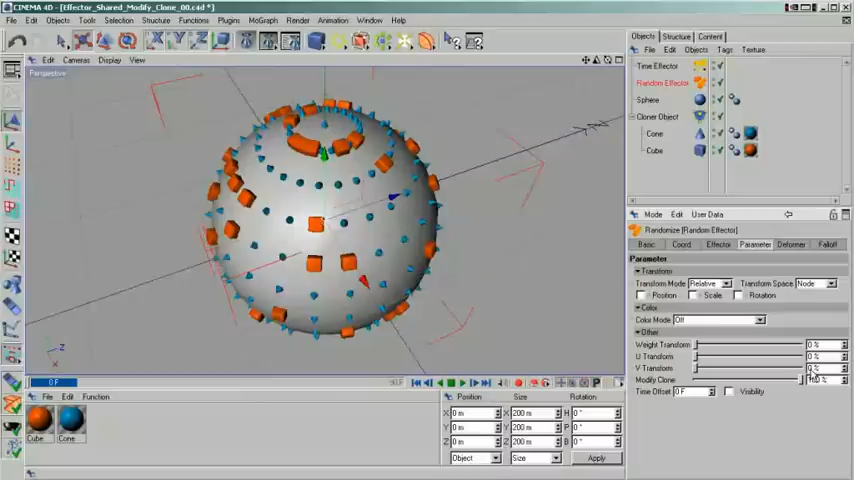 CINEMA 4D - [Effector_Shared_Modify_Clone_00.c4d *]
File Edit Objects Tools Selection Structure Functions Plugins MoGraph Render Animation Window Help
Objects Structure Content
File Edit Objects Tags Texture
Edit Cameras Display View
Perspective
Time Effector
Random Effector
Sphere
Cloner Object
Cone
Cube
Mode Edit User Data
Randomize [Random Effector]
Basic Coord Effector Parameter Deformer Falloff
Parameter
Transform
Transform Mode Relative Transform Space Node
Position Scale Rotation
Color
Color Mode Off
Other
Weight Transform 0 %
U Transform 0 %
V Transform 0 %
Modify Clone
Time Offset 0 F Visibility
Z
X
0 F
File Edit Function
Cube Cone
Position Size Rotation
X 0 m X 200 m H 0 °
Y 0 m Y 200 m P 0 °
Z 0 m Z 200 m B 0 °
Object Size Apply